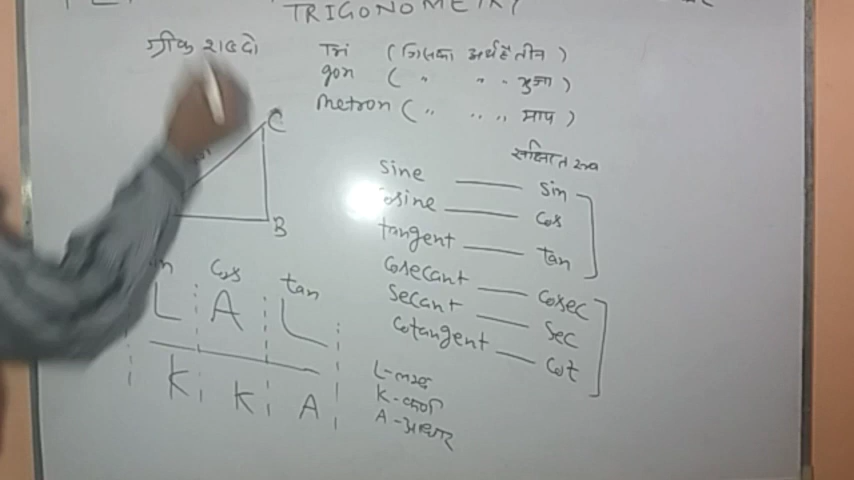 TRIGONOMETRY
ग्रीक शब्दो
Tri (जिसका अर्थ है तीन)
gon ( " " " भुजा)
metron ( " " " " माप)
C
B
संक्षिप्त रूप
sine — sin
cosine — cos
tangent — tan
cosecant — cosec
secant — sec
cotangent — cot
cos tan
L A L
K K A
L-लम्ब
K-कर्ण
A-आधार